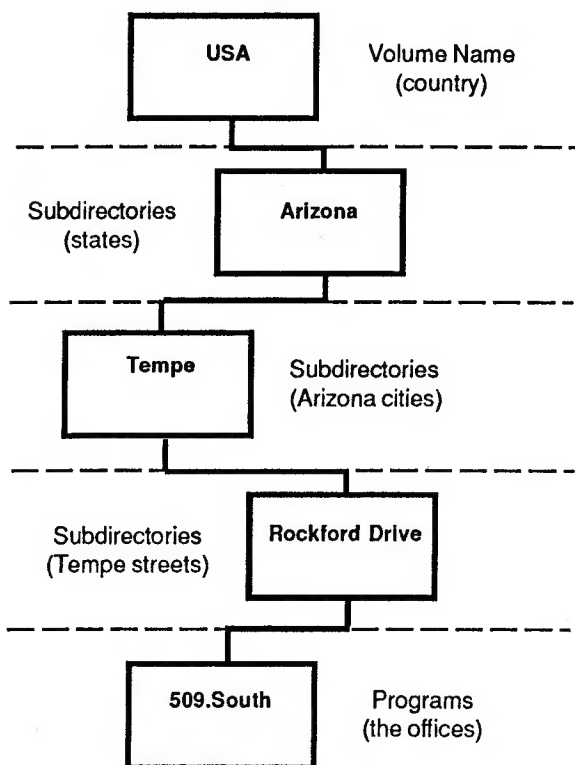 USA
Volume Name
(country)
Arizona
Subdirectories
(states)
Tempe
Subdirectories
(Arizona cities)
Rockford Drive
Subdirectories
(Tempe streets)
509.South
Programs
(the offices)